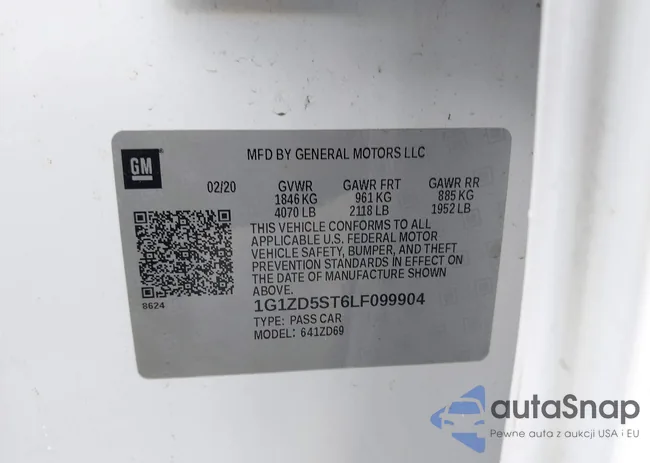 GM
MFD BY GENERAL MOTORS LLC
02/20 GVWR GAWR FRT GAWR RR
1846 KG 961 KG 885 KG
4070 LB 2118 LB 1952 LB
THIS VEHICLE CONFORMS TO ALL
APPLICABLE U.S. FEDERAL MOTOR
VEHICLE SAFETY, BUMPER, AND THEFT
PREVENTION STANDARDS IN EFFECT
ON THE DATE OF MANUFACTURE SHOWN
ABOVE.
8624
1G1ZD5ST6LF099904
TYPE: PASS CAR
MODEL: 641ZD69
autaSnap
Pewne auta z aukcji USA i EU